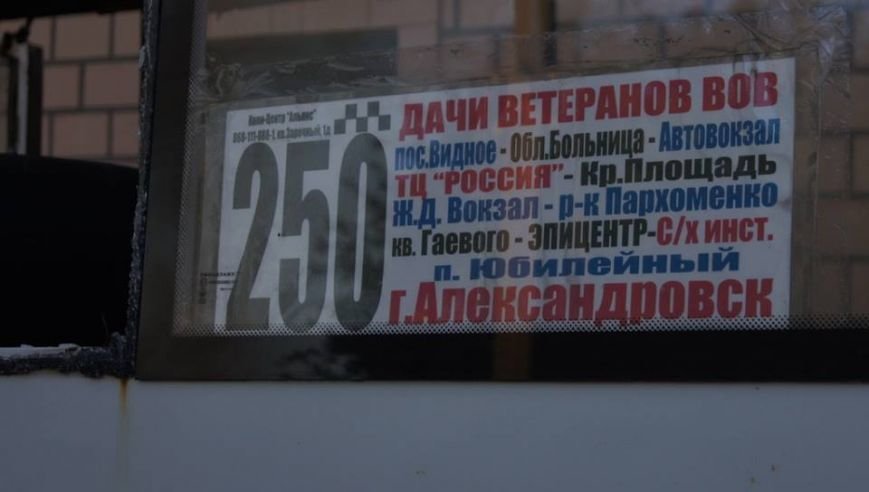 250
ДАЧИ ВЕТЕРАНОВ ВОВ
пос.Видное - Обл.Больница - Автовокзал
ТЦ "РОССИЯ" - Кр.Площадь
Ж.Д. Вокзал - р-к Пархоменко
кв. Гаевого - ЭПИЦЕНТР-С/х инст.
п. Юбилейный
г.Александровск